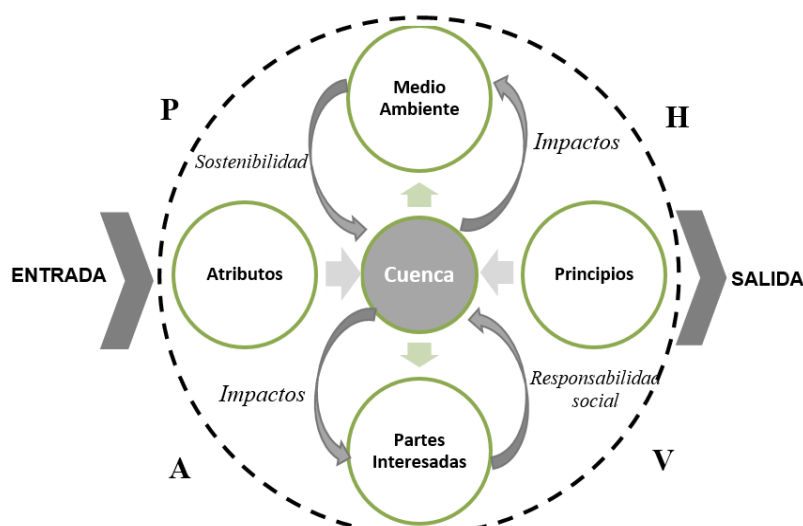 Medio
Ambiente
P
H
Sostenibilidad
Impactos
ENTRADA
Atributos
Cuenca
Principios
SALIDA
Impactos
Responsabilidad
social
Partes
Interesadas
A
V